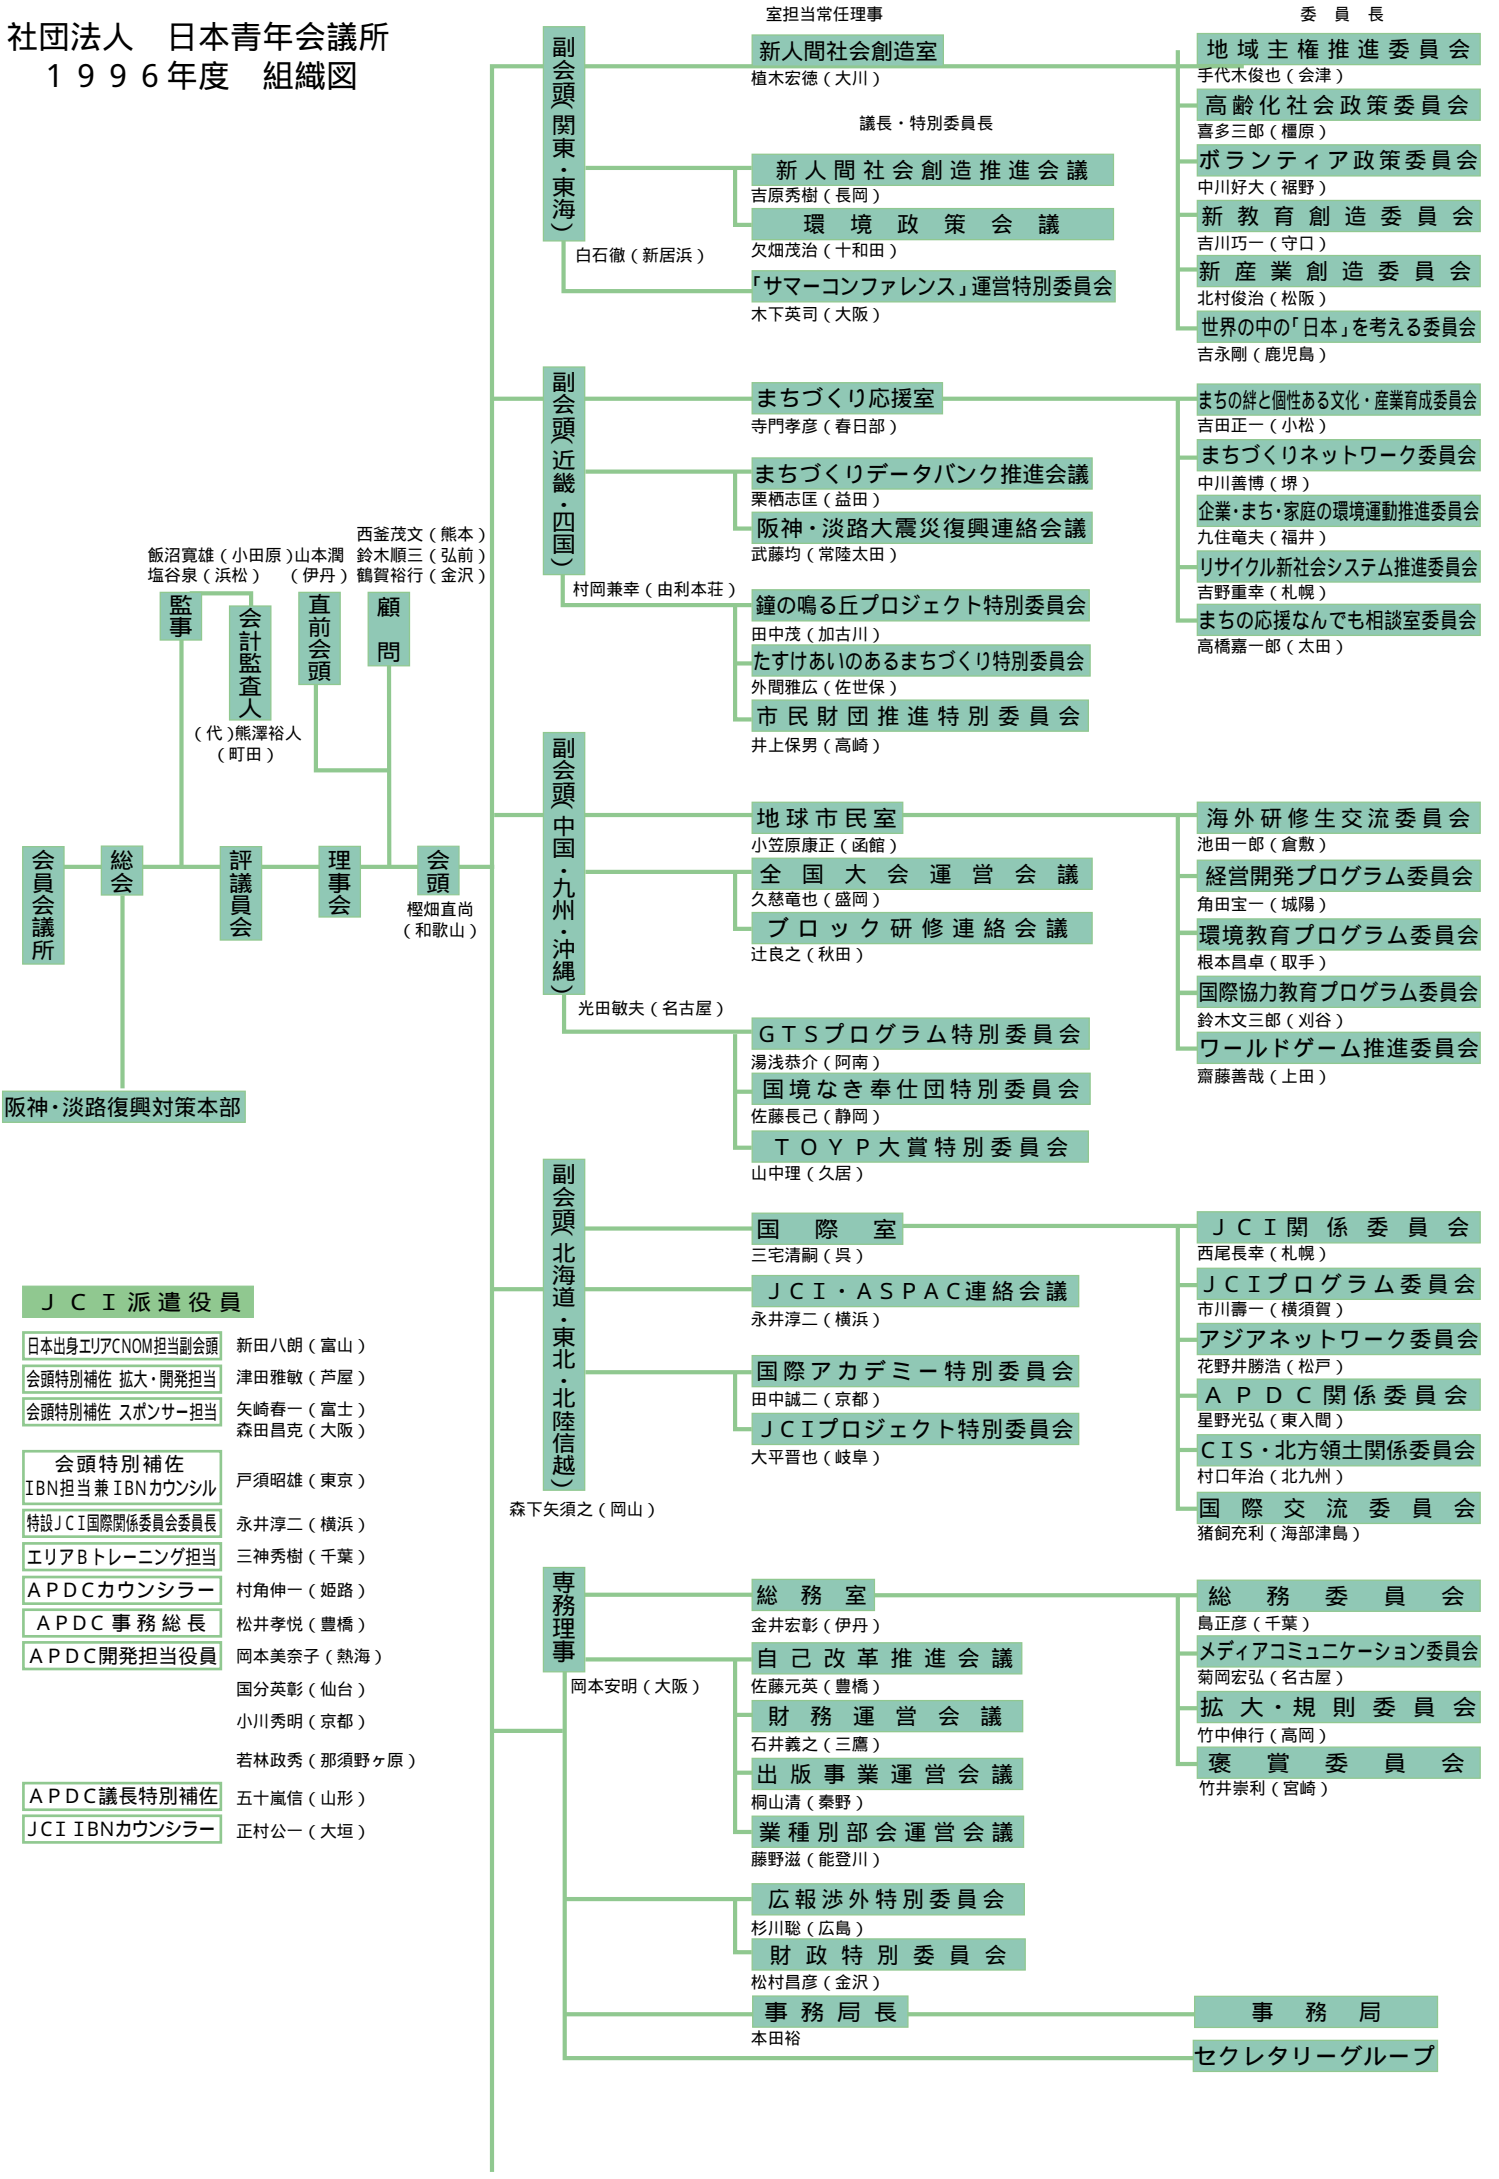 社団法人　日本青年会議所
１９９６年度　組織図
飯沼寛雄（小田原）
塩谷泉（浜松）
監事
会計監査人
（代）熊澤裕人
（町田）
山本潤
（伊丹）
直前会頭
西釜茂文（熊本）
鈴木順三（弘前）
鶴賀裕行（金沢）
顧問
会員会議所
総会
評議員会
理事会
会頭
樫畑直尚
（和歌山）
阪神・淡路復興対策本部
室担当常任理事
委員長
副会頭（関東・東海）
白石徹（新居浜）
新人間社会創造室
植木宏徳（大川）
議長・特別委員長
新人間社会創造推進会議
吉原秀樹（長岡）
環境政策会議
欠畑茂治（十和田）
「サマーコンファレンス」運営特別委員会
木下英司（大阪）
地域主権推進委員会
手代木俊也（会津）
高齢化社会政策委員会
喜多三郎（橿原）
ボランティア政策委員会
中川好大（裾野）
新教育創造委員会
吉川巧一（守口）
新産業創造委員会
北村俊治（松阪）
世界の中の「日本」を考える委員会
吉永剛（鹿児島）
副会頭（近畿・四国）
村岡兼幸（由利本荘）
まちづくり応援室
寺門孝彦（春日部）
まちづくりデータバンク推進会議
栗栖志匡（益田）
阪神・淡路大震災復興連絡会議
武藤均（常陸太田）
鐘の鳴る丘プロジェクト特別委員会
田中茂（加古川）
たすけあいのあるまちづくり特別委員会
外間雅広（佐世保）
市民財団推進特別委員会
井上保男（高崎）
まちの絆と個性ある文化・産業育成委員会
吉田正一（小松）
まちづくりネットワーク委員会
中川善博（堺）
企業・まち・家庭の環境運動推進委員会
九住竜夫（福井）
リサイクル新社会システム推進委員会
吉野重幸（札幌）
まちの応援なんでも相談室委員会
高橋嘉一郎（太田）
副会頭（中国・九州・沖縄）
光田敏夫（名古屋）
地球市民室
小笠原康正（函館）
全国大会運営会議
久慈竜也（盛岡）
ブロック研修連絡会議
辻良之（秋田）
ＧＴＳプログラム特別委員会
湯浅恭介（阿南）
国境なき奉仕団特別委員会
佐藤長己（静岡）
ＴＯＹＰ大賞特別委員会
山中理（久居）
海外研修生交流委員会
池田一郎（倉敷）
経営開発プログラム委員会
角田宝一（城陽）
環境教育プログラム委員会
根本昌卓（取手）
国際協力教育プログラム委員会
鈴木文三郎（刈谷）
ワールドゲーム推進委員会
齋藤善哉（上田）
副会頭（北海道・東北・北陸信越）
森下矢須之（岡山）
国際室
三宅清嗣（呉）
ＪＣＩ・ＡＳＰＡＣ連絡会議
永井淳二（横浜）
国際アカデミー特別委員会
田中誠二（京都）
ＪＣＩプロジェクト特別委員会
大平晋也（岐阜）
ＪＣＩ関係委員会
西尾長幸（札幌）
ＪＣＩプログラム委員会
市川壽一（横須賀）
アジアネットワーク委員会
花野井勝浩（松戸）
ＡＰＤＣ関係委員会
星野光弘（東入間）
ＣＩＳ・北方領土関係委員会
村口年治（北九州）
国際交流委員会
猪飼充利（海部津島）
専務理事
岡本安明（大阪）
総務室
金井宏彰（伊丹）
自己改革推進会議
佐藤元英（豊橋）
財務運営会議
石井義之（三鷹）
出版事業運営会議
桐山清（秦野）
業種別部会運営会議
藤野滋（能登川）
広報渉外特別委員会
杉川聡（広島）
財政特別委員会
松村昌彦（金沢）
事務局長
本田裕
総務委員会
島正彦（千葉）
メディアコミュニケーション委員会
菊岡宏弘（名古屋）
拡大・規則委員会
竹中伸行（高岡）
褒賞委員会
竹井崇利（宮崎）
事務局
セクレタリーグループ
ＪＣＩ派遣役員
日本出身エリアCNOM担当副会頭　新田八朗（富山）
会頭特別補佐 拡大・開発担当　津田雅敏（芦屋）
会頭特別補佐 スポンサー担当　矢崎春一（富士）
森田昌克（大阪）
会頭特別補佐
IBN担当兼IBNカウンシル　戸須昭雄（東京）
特設ＪＣＩ国際関係委員会委員長　永井淳二（横浜）
エリアＢトレーニング担当　三神秀樹（千葉）
ＡＰＤＣカウンシラー　村角伸一（姫路）
ＡＰＤＣ事務総長　松井孝悦（豊橋）
ＡＰＤＣ開発担当役員　岡本美奈子（熱海）
国分英彰（仙台）
小川秀明（京都）
若林政秀（那須野ヶ原）
ＡＰＤＣ議長特別補佐　五十嵐信（山形）
ＪＣＩ ＩＢＮカウンシラー　正村公一（大垣）